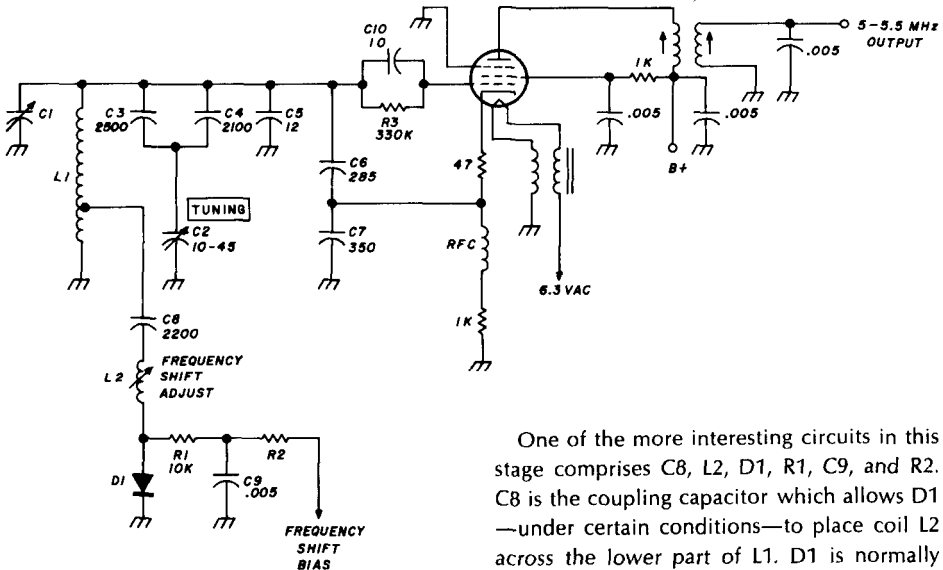 C10
10
5-5.5 MHz
OUTPUT
.005
1K
.005
.005
B+
C1
L1
C3
2500
C4
2100
C5
12
R3
330K
C6
285
47
TUNING
C2
10-45
C7
350
RFC
6.3 VAC
1K
C8
2200
L2
FREQUENCY
SHIFT
ADJUST
R1
10K
R2
D1
C9
.005
FREQUENCY
SHIFT
BIAS
One of the more interesting circuits in this
stage comprises C8, L2, D1, R1, C9, and R2.
C8 is the coupling capacitor which allows D1
—under certain conditions—to place coil L2
across the lower part of L1. D1 is normally